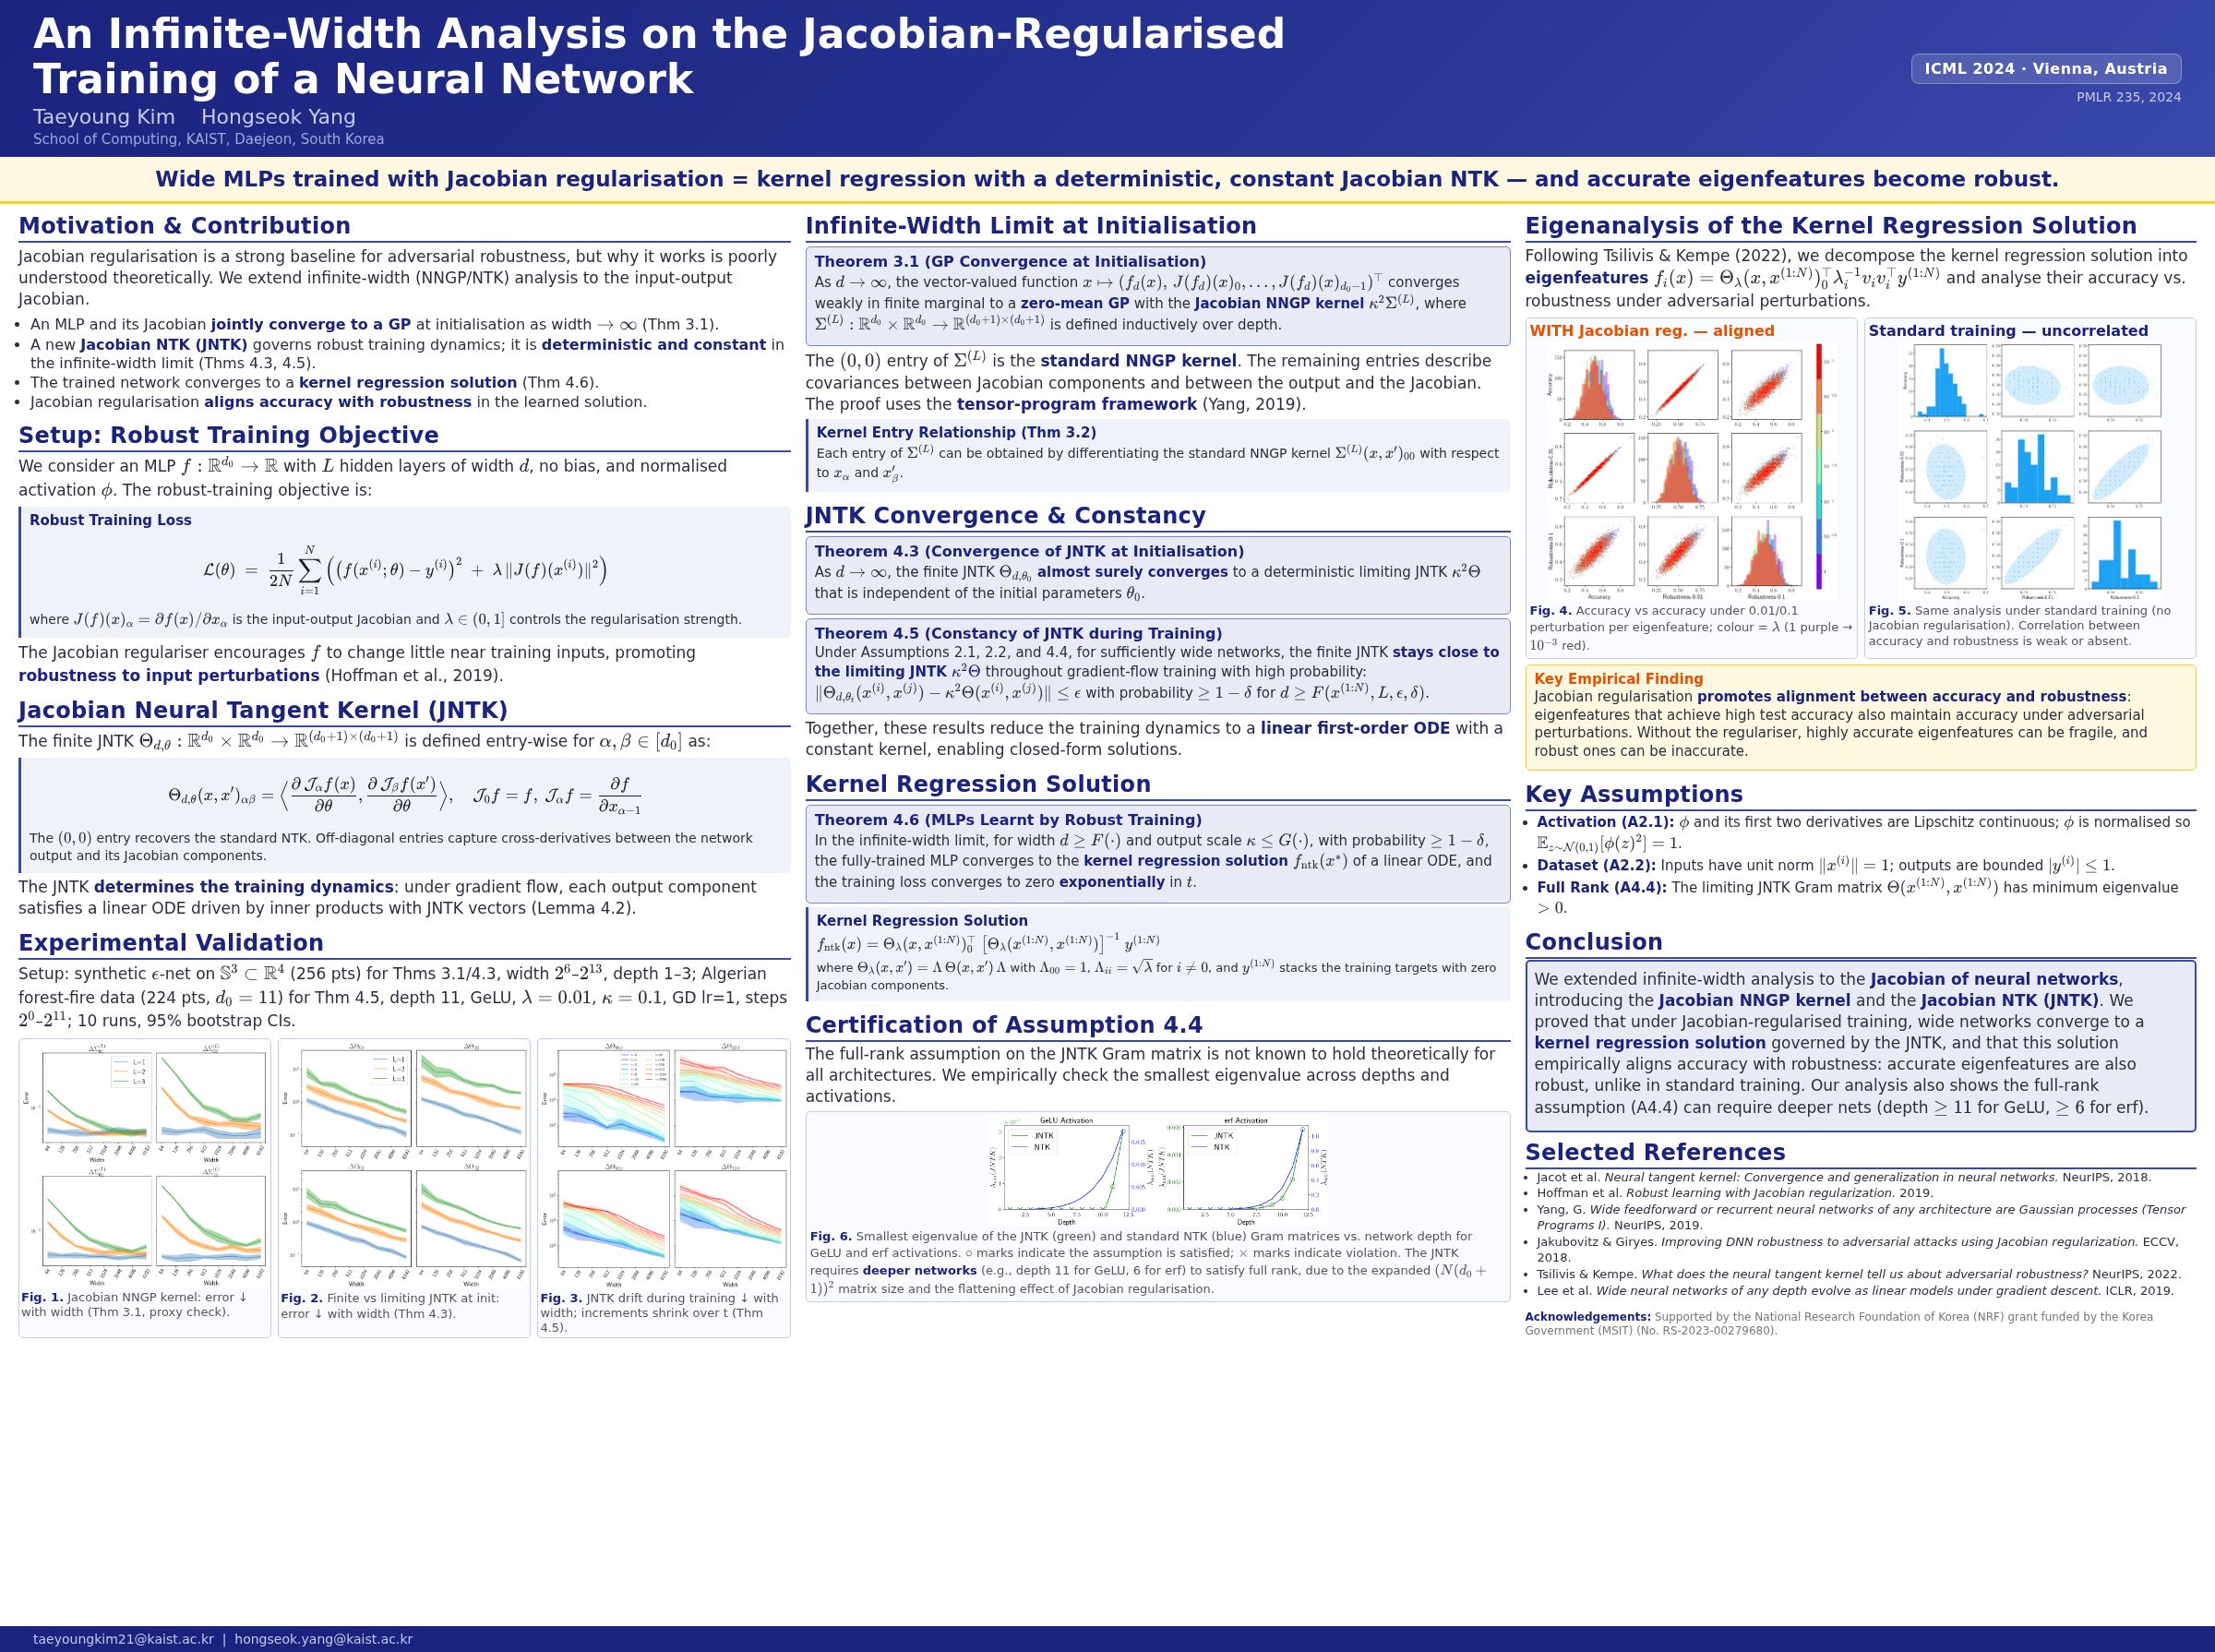 An Infinite-Width Analysis on the Jacobian-Regularised
Training of a Neural Network
Taeyoung Kim    Hongseok Yang
School of Computing, KAIST, Daejeon, South Korea
ICML 2024 · Vienna, Austria
PMLR 235, 2024
Wide MLPs trained with Jacobian regularisation = kernel regression with a deterministic, constant Jacobian NTK — and accurate eigenfeatures become robust.
Motivation & Contribution
Jacobian regularisation is a strong baseline for adversarial robustness, but why it works is poorly
understood theoretically. We extend infinite-width (NNGP/NTK) analysis to the input-output
Jacobian.
• An MLP and its Jacobian jointly converge to a GP at initialisation as width → ∞ (Thm 3.1).
• A new Jacobian NTK (JNTK) governs robust training dynamics; it is deterministic and constant in
the infinite-width limit (Thms 4.3, 4.5).
• The trained network converges to a kernel regression solution (Thm 4.6).
• Jacobian regularisation aligns accuracy with robustness in the learned solution.
Setup: Robust Training Objective
We consider an MLP f : ℝ^{d_0} → ℝ with L hidden layers of width d, no bias, and normalised
activation ϕ. The robust-training objective is:
Robust Training Loss
ℒ(θ) = 1/2N ∑_{i=1}^{N} ((f(x^{(i)}; θ) − y^{(i)})² + λ ‖J(f)(x^{(i)})‖²)
where J(f)(x)_α = ∂f(x)/∂x_α is the input-output Jacobian and λ ∈ (0, 1] controls the regularisation strength.
The Jacobian regulariser encourages f to change little near training inputs, promoting
robustness to input perturbations (Hoffman et al., 2019).
Jacobian Neural Tangent Kernel (JNTK)
The finite JNTK Θ_{d,θ} : ℝ^{d_0} × ℝ^{d_0} → ℝ^{(d_0+1)×(d_0+1)} is defined entry-wise for α, β ∈ [d_0] as:
Θ_{d,θ}(x, x′)_{αβ} = ⟨∂ 𝒥_α f(x)/∂θ, ∂ 𝒥_β f(x′)/∂θ⟩, 𝒥_0 f = f, 𝒥_α f = ∂f/∂x_{α−1}
The (0, 0) entry recovers the standard NTK. Off-diagonal entries capture cross-derivatives between the network
output and its Jacobian components.
The JNTK determines the training dynamics: under gradient flow, each output component
satisfies a linear ODE driven by inner products with JNTK vectors (Lemma 4.2).
Experimental Validation
Setup: synthetic ϵ-net on 𝕊³ ⊂ ℝ⁴ (256 pts) for Thms 3.1/4.3, width 2⁶–2¹³, depth 1–3; Algerian
forest-fire data (224 pts, d_0 = 11) for Thm 4.5, depth 11, GeLU, λ = 0.01, κ = 0.1, GD lr=1, steps
2⁰–2¹¹; 10 runs, 95% bootstrap CIs.
Fig. 1. Jacobian NNGP kernel: error ↓
with width (Thm 3.1, proxy check).
Fig. 2. Finite vs limiting JNTK at init:
error ↓ with width (Thm 4.3).
Fig. 3. JNTK drift during training ↓ with
width; increments shrink over t (Thm
4.5).
Infinite-Width Limit at Initialisation
Theorem 3.1 (GP Convergence at Initialisation)
As d → ∞, the vector-valued function x ↦ (f_d(x), J(f_d)(x)_0, . . . , J(f_d)(x)_{d_0−1})^⊤ converges
weakly in finite marginal to a zero-mean GP with the Jacobian NNGP kernel κ²Σ^{(L)}, where
Σ^{(L)} : ℝ^{d_0} × ℝ^{d_0} → ℝ^{(d_0+1)×(d_0+1)} is defined inductively over depth.
The (0, 0) entry of Σ^{(L)} is the standard NNGP kernel. The remaining entries describe
covariances between Jacobian components and between the output and the Jacobian.
The proof uses the tensor-program framework (Yang, 2019).
Kernel Entry Relationship (Thm 3.2)
Each entry of Σ^{(L)} can be obtained by differentiating the standard NNGP kernel Σ^{(L)}(x, x′)_{00} with respect
to x_α and x′_β.
JNTK Convergence & Constancy
Theorem 4.3 (Convergence of JNTK at Initialisation)
As d → ∞, the finite JNTK Θ_{d,θ_0} almost surely converges to a deterministic limiting JNTK κ²Θ
that is independent of the initial parameters θ_0.
Theorem 4.5 (Constancy of JNTK during Training)
Under Assumptions 2.1, 2.2, and 4.4, for sufficiently wide networks, the finite JNTK stays close to
the limiting JNTK κ²Θ throughout gradient-flow training with high probability:
‖Θ_{d,θ_t}(x^{(i)}, x^{(j)}) − κ²Θ(x^{(i)}, x^{(j)})‖ ≤ ϵ with probability ≥ 1 − δ for d ≥ F(x^{(1:N)}, L, ϵ, δ).
Together, these results reduce the training dynamics to a linear first-order ODE with a
constant kernel, enabling closed-form solutions.
Kernel Regression Solution
Theorem 4.6 (MLPs Learnt by Robust Training)
In the infinite-width limit, for width d ≥ F(·) and output scale κ ≤ G(·), with probability ≥ 1 − δ,
the fully-trained MLP converges to the kernel regression solution f_ntk(x*) of a linear ODE, and
the training loss converges to zero exponentially in t.
Kernel Regression Solution
f_ntk(x) = Θ_λ(x, x^{(1:N)})_0^⊤ [Θ_λ(x^{(1:N)}, x^{(1:N)})]^{−1} y^{(1:N)}
where Θ_λ(x, x′) = Λ Θ(x, x′) Λ with Λ_{00} = 1, Λ_{ii} = √λ for i ≠ 0, and y^{(1:N)} stacks the training targets with zero
Jacobian components.
Certification of Assumption 4.4
The full-rank assumption on the JNTK Gram matrix is not known to hold theoretically for
all architectures. We empirically check the smallest eigenvalue across depths and
activations.
GeLU Activation
erf Activation
JNTK
NTK
JNTK
NTK
Depth
Depth
Fig. 6. Smallest eigenvalue of the JNTK (green) and standard NTK (blue) Gram matrices vs. network depth for
GeLU and erf activations. ○ marks indicate the assumption is satisfied; × marks indicate violation. The JNTK
requires deeper networks (e.g., depth 11 for GeLU, 6 for erf) to satisfy full rank, due to the expanded (N(d_0 +
1))² matrix size and the flattening effect of Jacobian regularisation.
Eigenanalysis of the Kernel Regression Solution
Following Tsilivis & Kempe (2022), we decompose the kernel regression solution into
eigenfeatures f_i(x) = Θ_λ(x, x^{(1:N)})_0^⊤ λ_i^{−1} v_i v_i^⊤ y^{(1:N)} and analyse their accuracy vs.
robustness under adversarial perturbations.
WITH Jacobian reg. — aligned
Standard training — uncorrelated
Fig. 4. Accuracy vs accuracy under 0.01/0.1
perturbation per eigenfeature; colour = λ (1 purple →
10⁻³ red).
Fig. 5. Same analysis under standard training (no
Jacobian regularisation). Correlation between
accuracy and robustness is weak or absent.
Key Empirical Finding
Jacobian regularisation promotes alignment between accuracy and robustness:
eigenfeatures that achieve high test accuracy also maintain accuracy under adversarial
perturbations. Without the regulariser, highly accurate eigenfeatures can be fragile, and
robust ones can be inaccurate.
Key Assumptions
• Activation (A2.1): ϕ and its first two derivatives are Lipschitz continuous; ϕ is normalised so
𝔼_{z∼𝒩(0,1)}[ϕ(z)²] = 1.
• Dataset (A2.2): Inputs have unit norm ‖x^{(i)}‖ = 1; outputs are bounded |y^{(i)}| ≤ 1.
• Full Rank (A4.4): The limiting JNTK Gram matrix Θ(x^{(1:N)}, x^{(1:N)}) has minimum eigenvalue
> 0.
Conclusion
We extended infinite-width analysis to the Jacobian of neural networks,
introducing the Jacobian NNGP kernel and the Jacobian NTK (JNTK). We
proved that under Jacobian-regularised training, wide networks converge to a
kernel regression solution governed by the JNTK, and that this solution
empirically aligns accuracy with robustness: accurate eigenfeatures are also
robust, unlike in standard training. Our analysis also shows the full-rank
assumption (A4.4) can require deeper nets (depth ≥ 11 for GeLU, ≥ 6 for erf).
Selected References
• Jacot et al. Neural tangent kernel: Convergence and generalization in neural networks. NeurIPS, 2018.
• Hoffman et al. Robust learning with Jacobian regularization. 2019.
• Yang, G. Wide feedforward or recurrent neural networks of any architecture are Gaussian processes (Tensor
Programs I). NeurIPS, 2019.
• Jakubovitz & Giryes. Improving DNN robustness to adversarial attacks using Jacobian regularization. ECCV,
2018.
• Tsilivis & Kempe. What does the neural tangent kernel tell us about adversarial robustness? NeurIPS, 2022.
• Lee et al. Wide neural networks of any depth evolve as linear models under gradient descent. ICLR, 2019.
Acknowledgements: Supported by the National Research Foundation of Korea (NRF) grant funded by the Korea
Government (MSIT) (No. RS-2023-00279680).
taeyoungkim21@kaist.ac.kr | hongseok.yang@kaist.ac.kr